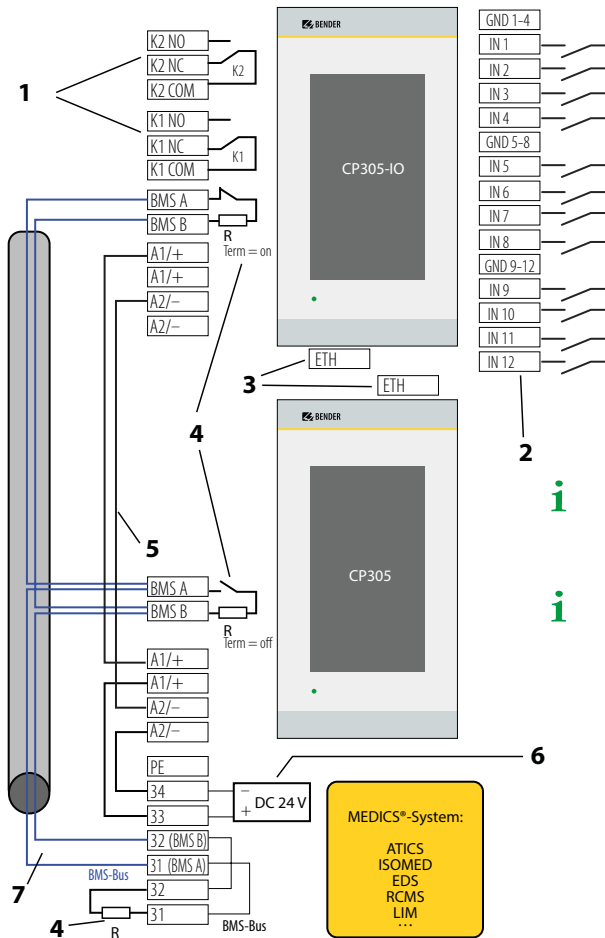 K2 NO
K2 NC
K2 COM
K2
1
K1 NO
K1 NC
K1 COM
K1
BMS A
BMS B
R
Term = on
A1/+
A1/+
A2/–
A2/–
BENDER
CP305-IO
GND 1-4
IN 1
IN 2
IN 3
IN 4
GND 5-8
IN 5
IN 6
IN 7
IN 8
GND 9-12
IN 9
IN 10
IN 11
IN 12
2
ETH
3
ETH
4
5
BENDER
CP305
i
i
BMS A
BMS B
R
Term = off
A1/+
A1/+
A2/–
A2/–
PE
34
33
32 (BMS B)
31 (BMS A)
32
31
– 
+
DC 24 V
6
7
BMS-Bus
4
R
BMS-Bus
MEDICS®-System:
ATICS
ISOMED
EDS
RCMS
LIM
...